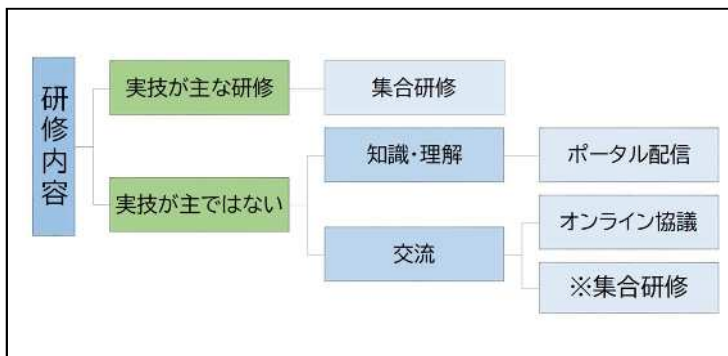 研修内容
実技が主な研修
集合研修
実技が主ではない
知識・理解
ポータル配信
交流
オンライン協議
※集合研修